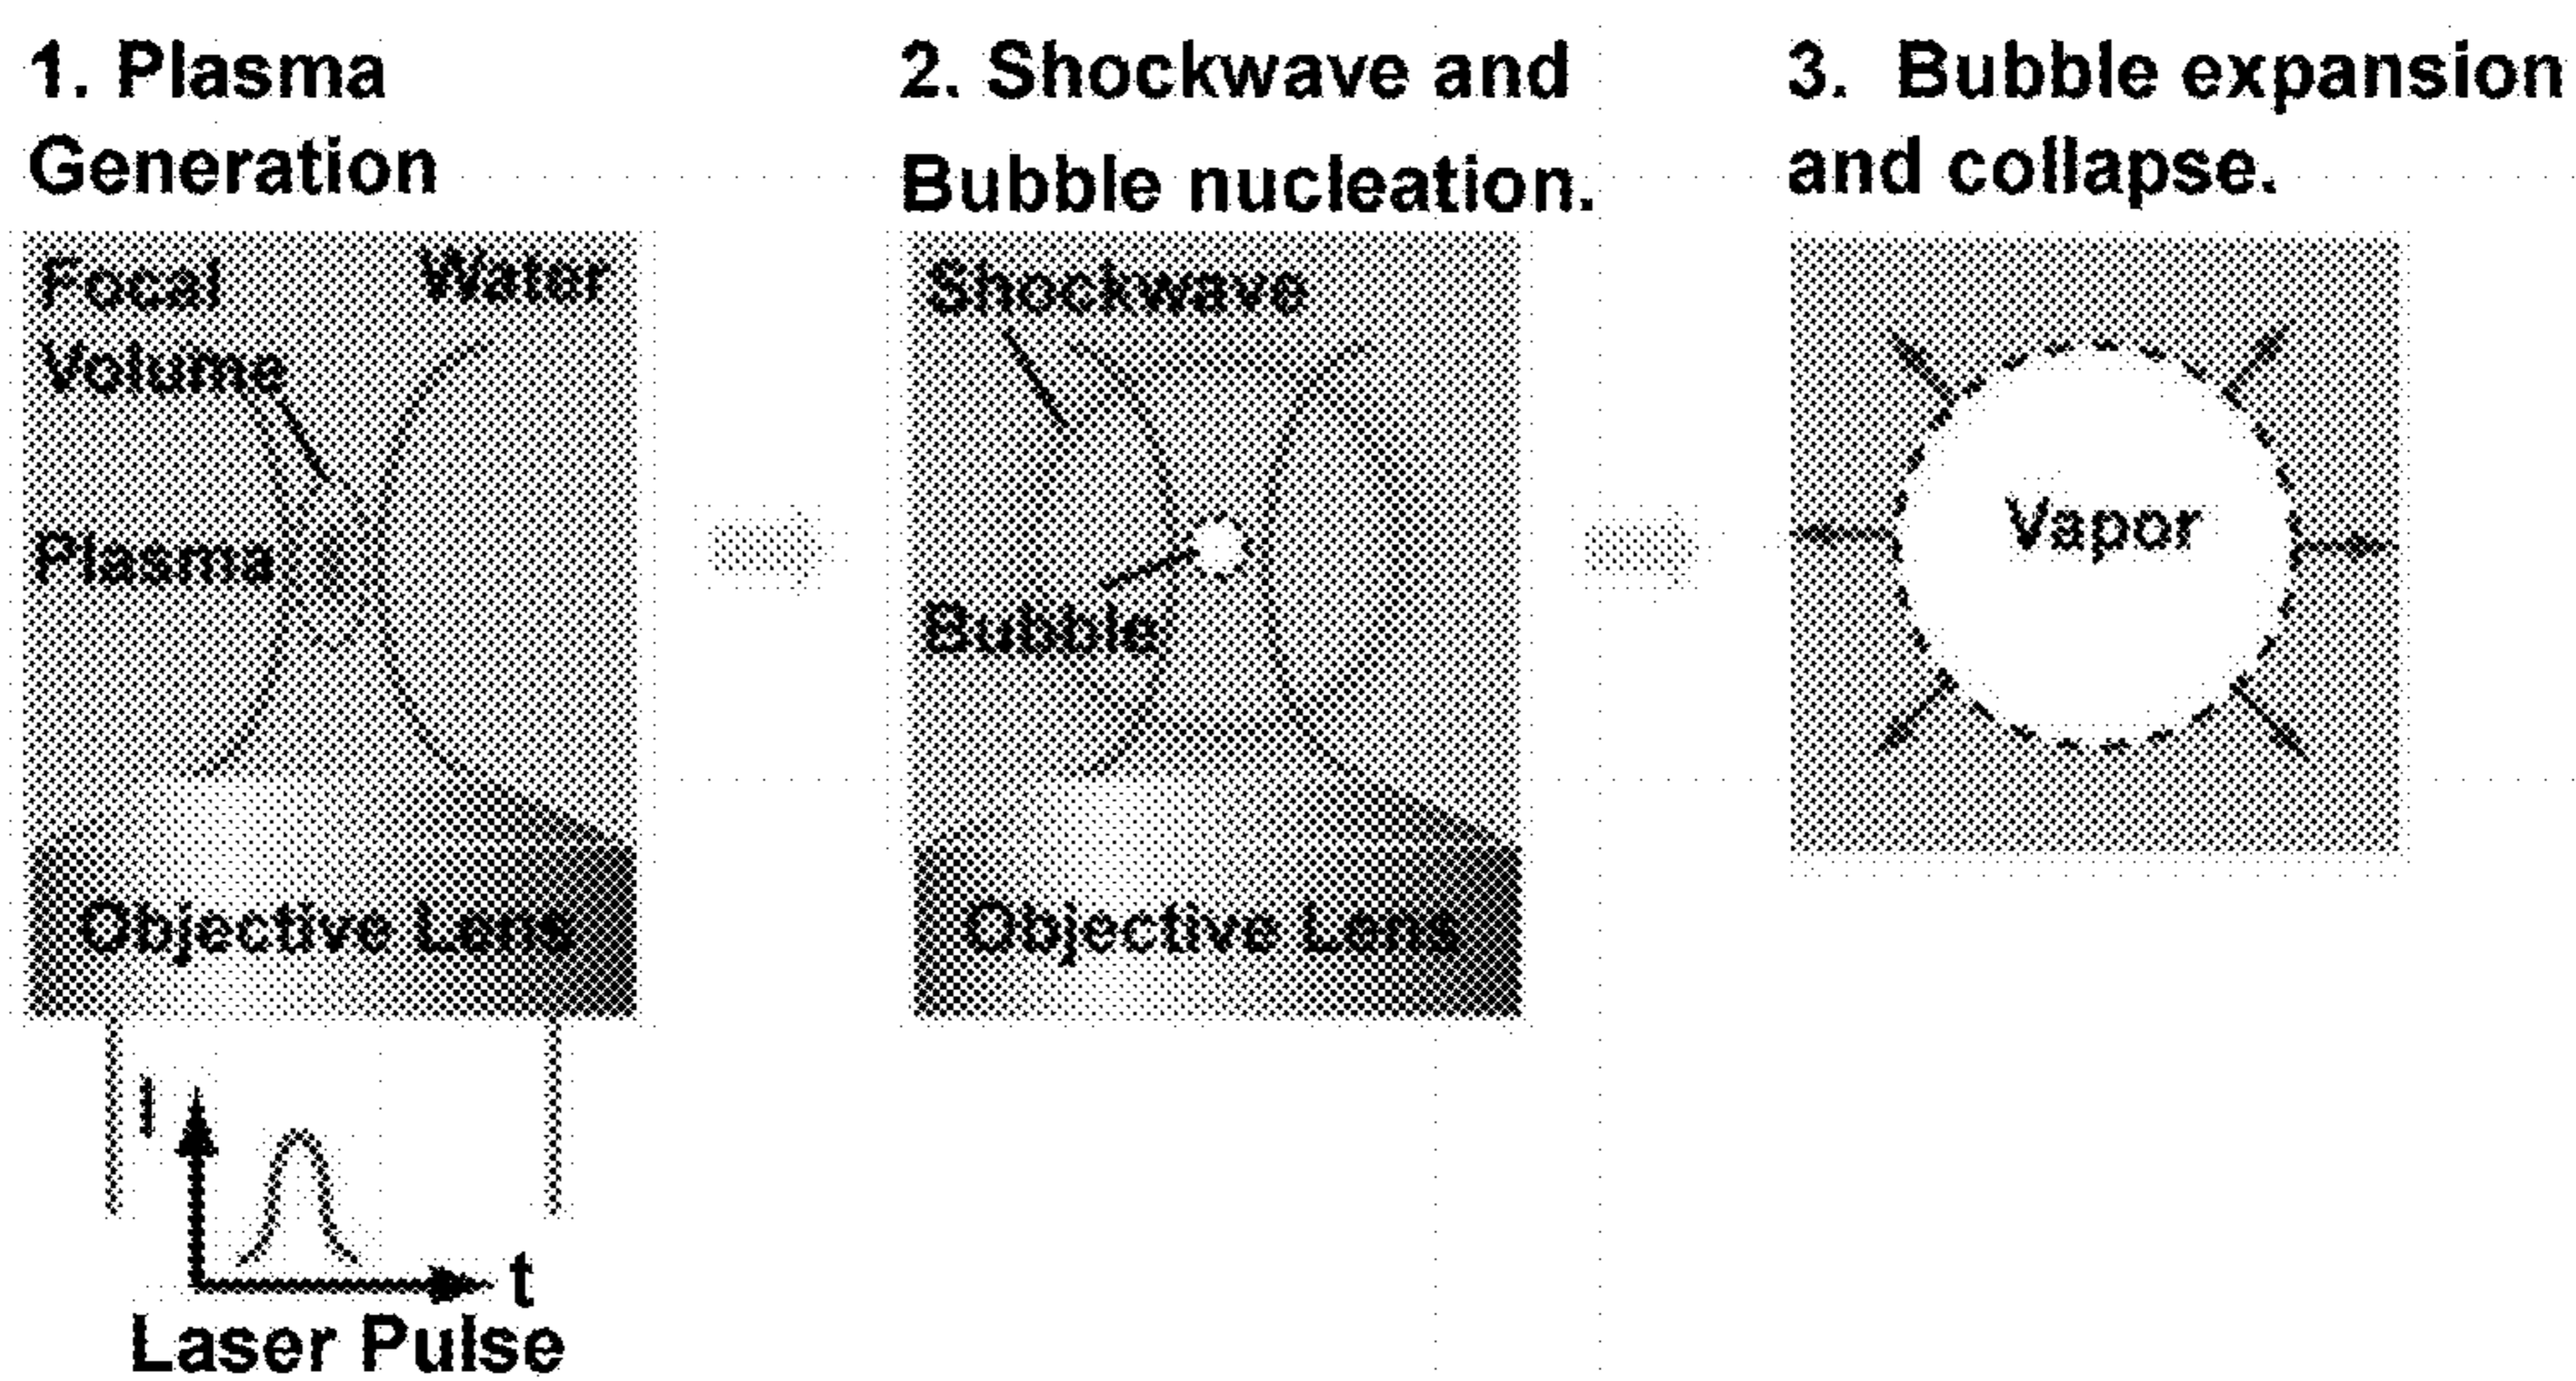 1. Plasma
Generation
Focal
Volume
Water
Plasma
Objective Lens
I
t
Laser Pulse
2. Shockwave and
Bubble nucleation.
Shockwave
Bubble
Objective Lens
3. Bubble expansion
and collapse.
Vapor